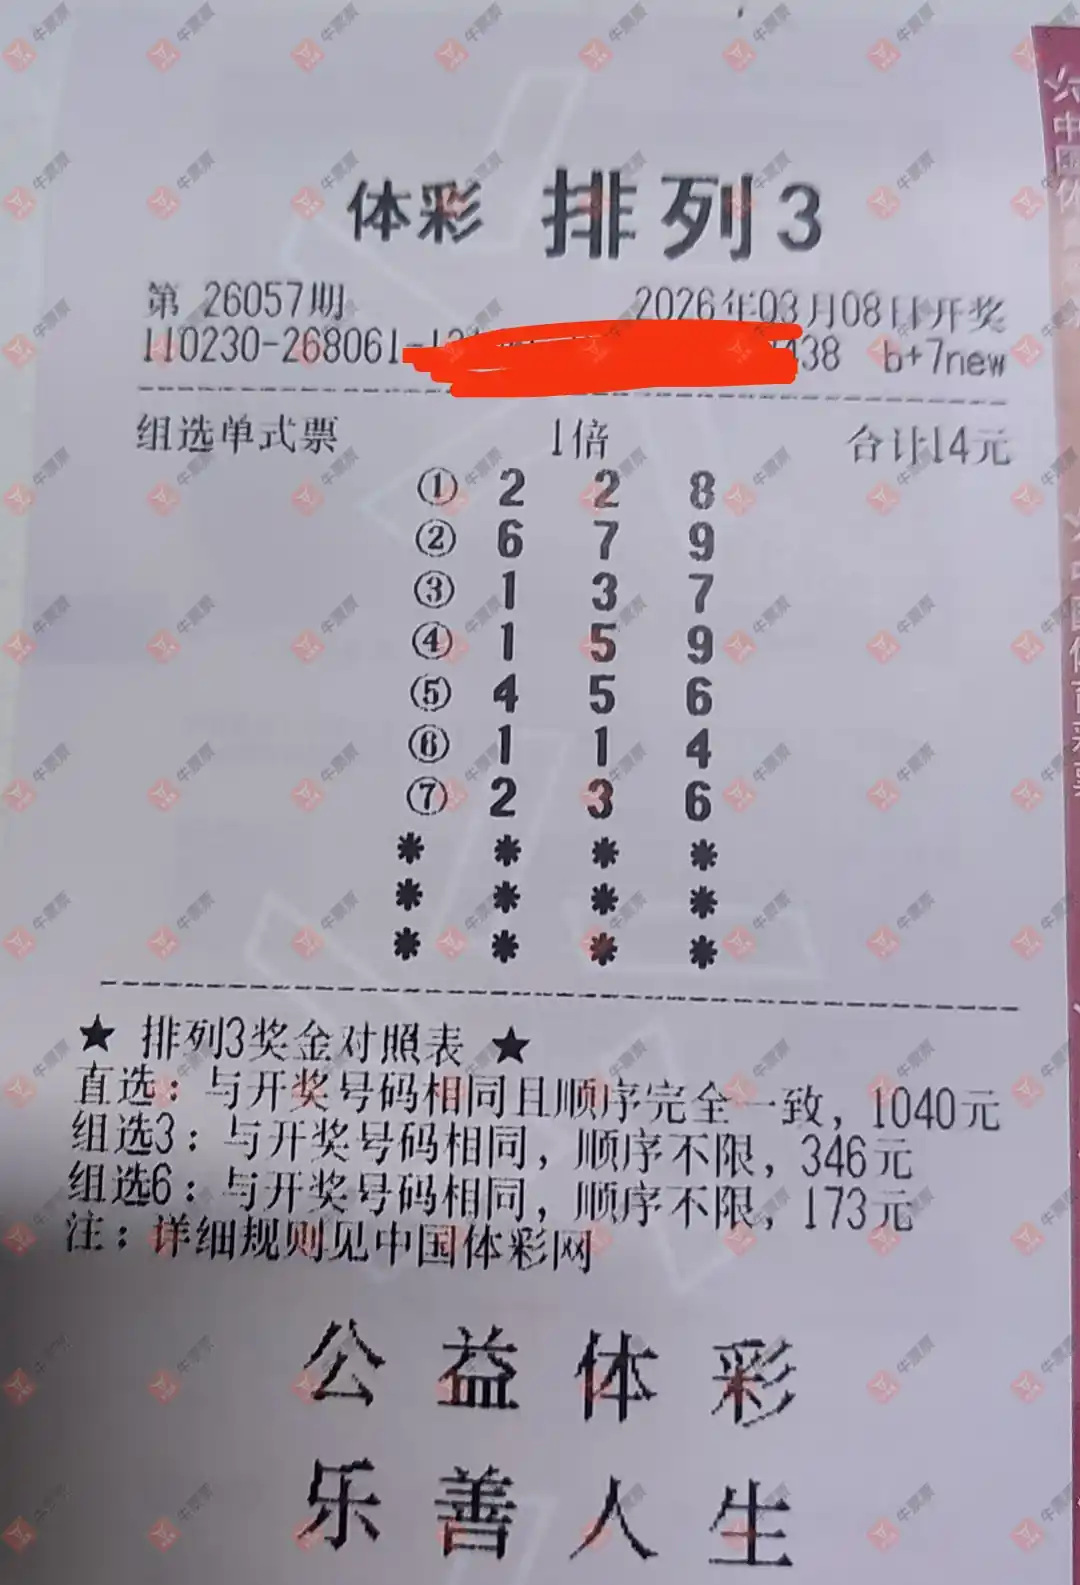 体彩 排列3
第 26057期 2026年03月08日开奖
110230-268061- 438 b+7new
组选单式票 1倍 合计14元
① 2 2 8
② 6 7 9
③ 1 3 7
④ 1 5 9
⑤ 4 5 6
⑥ 1 1 4
⑦ 2 3 6
* * * *
* * * *
* * * *
★ 排列3奖金对照表 ★
直选：与开奖号码相同且顺序完全一致，1040元
组选3：与开奖号码相同，顺序不限，346元
组选6：与开奖号码相同，顺序不限，173元
注：详细规则见中国体彩网
公益体彩
乐善人生
牛票票